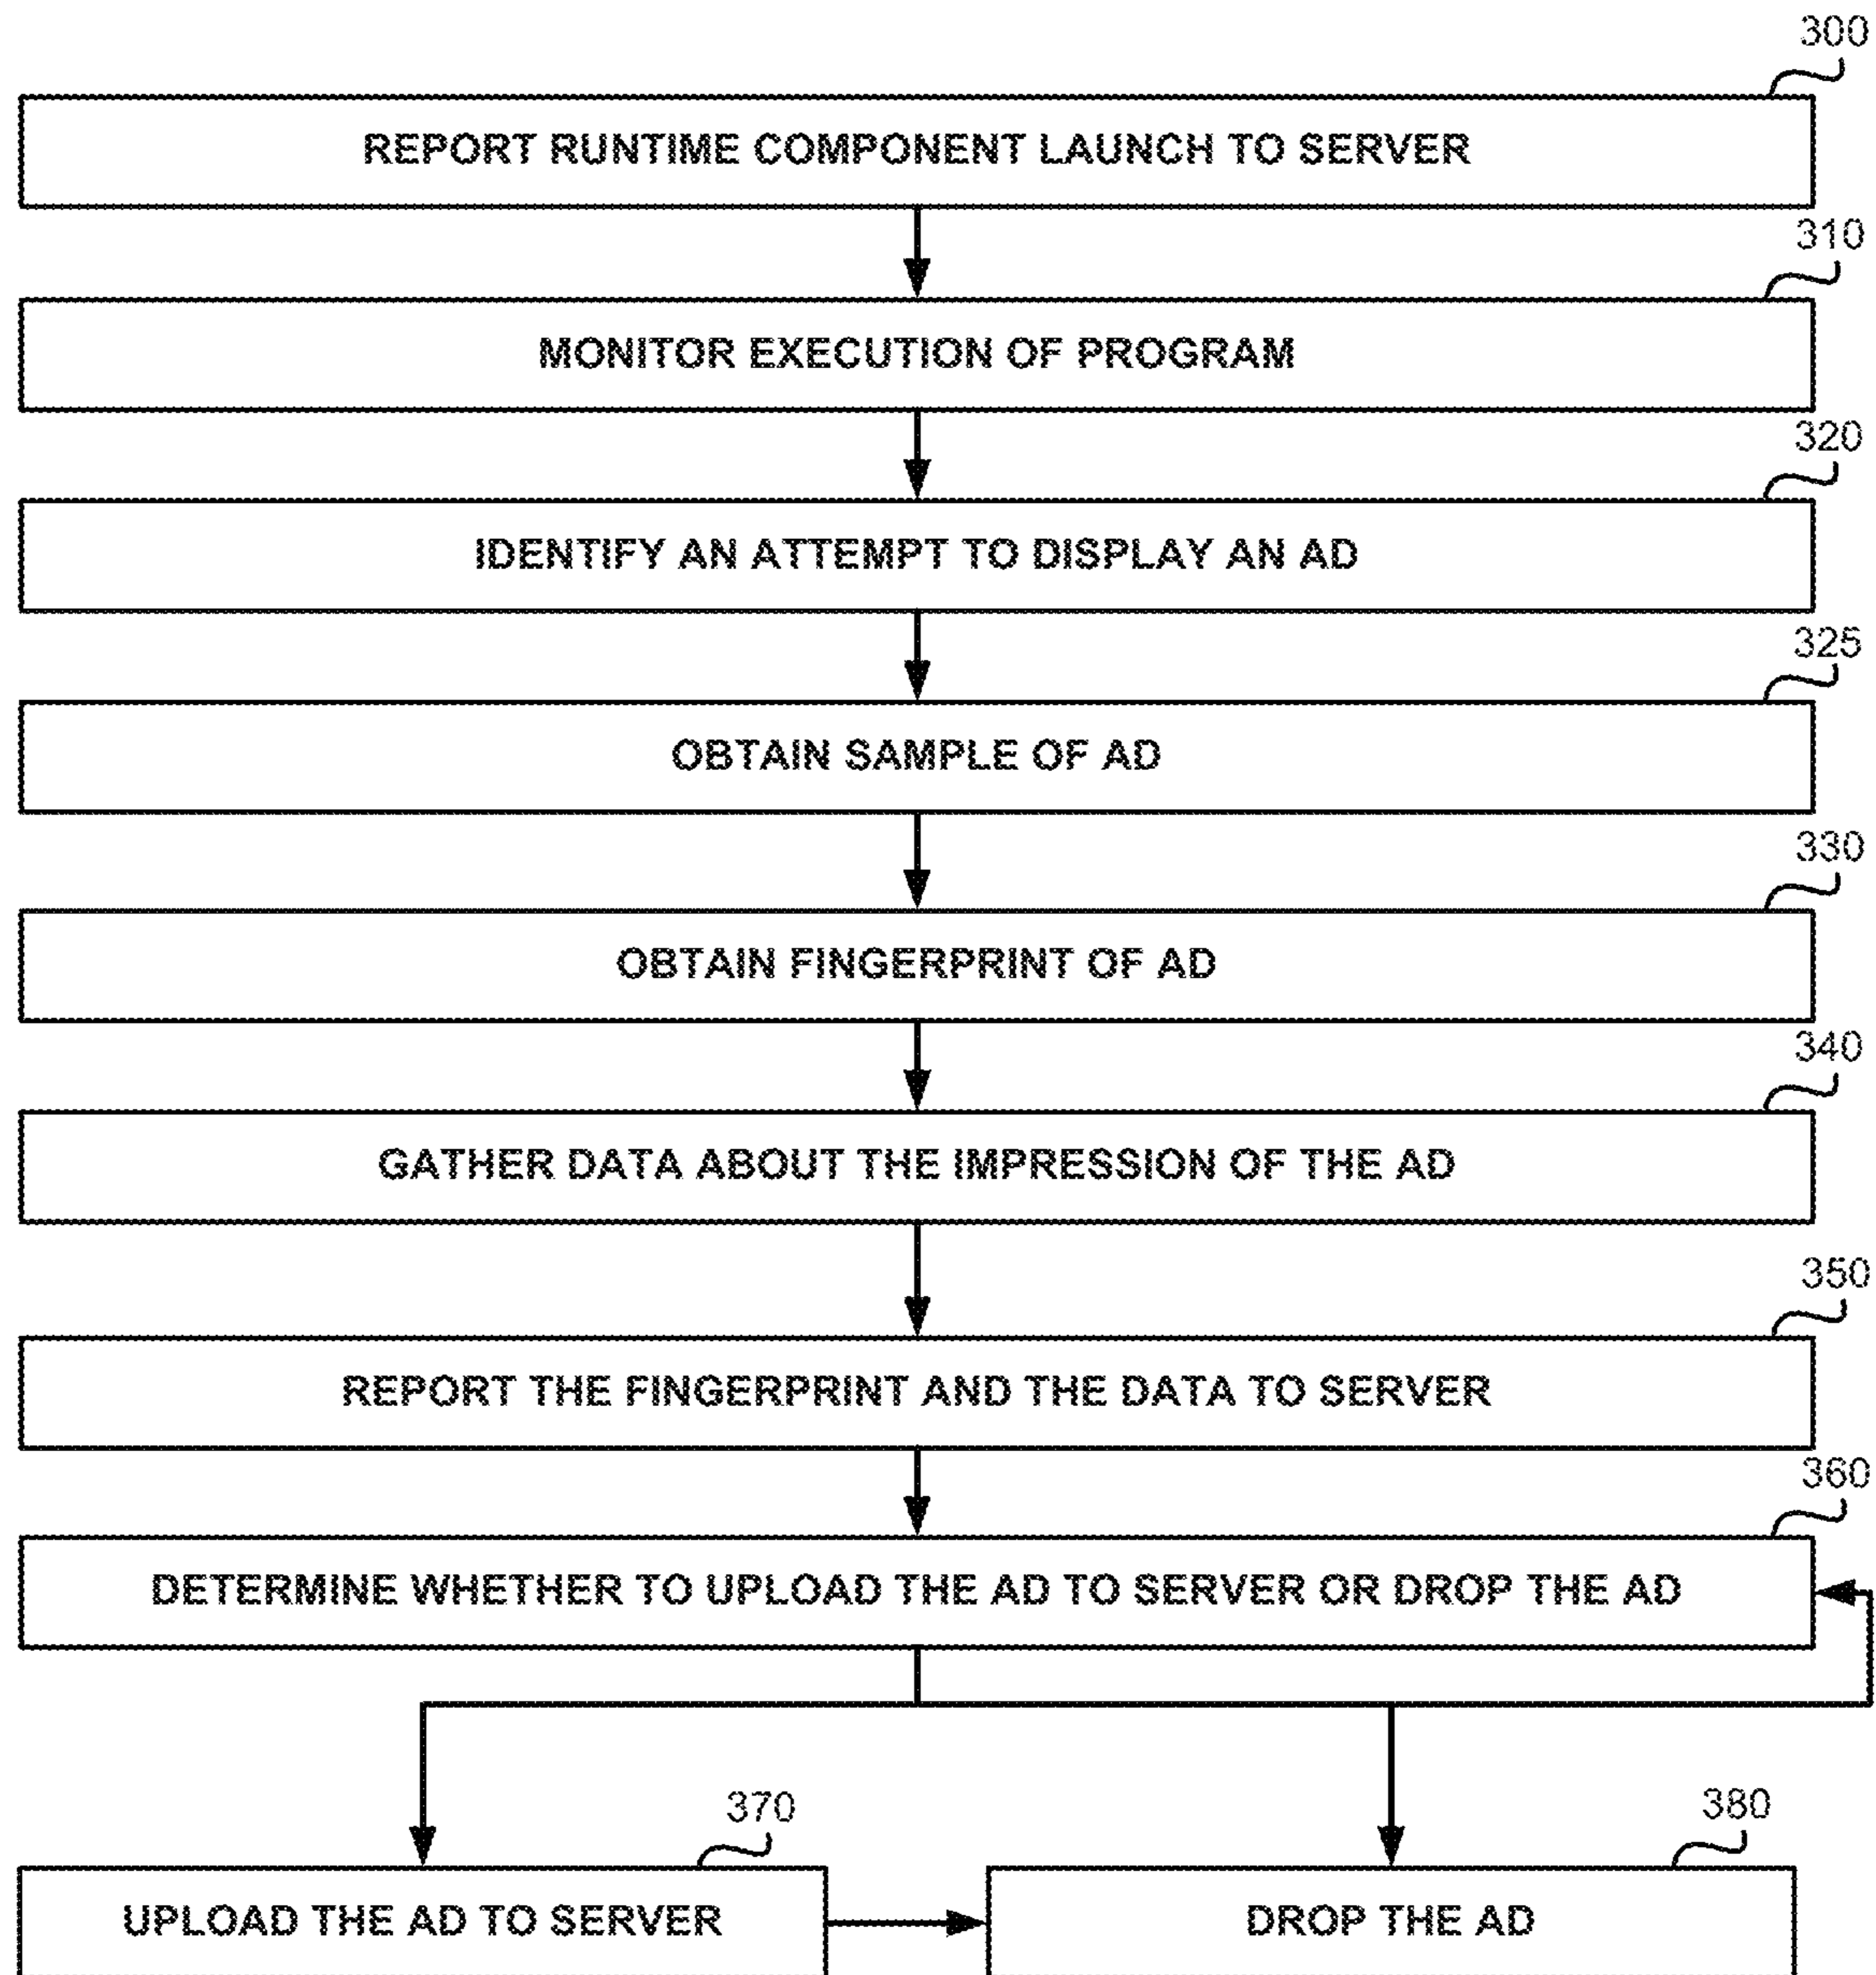 300
REPORT RUNTIME COMPONENT LAUNCH TO SERVER
310
MONITOR EXECUTION OF PROGRAM
320
IDENTIFY AN ATTEMPT TO DISPLAY AN AD
325
OBTAIN SAMPLE OF AD
330
OBTAIN FINGERPRINT OF AD
340
GATHER DATA ABOUT THE IMPRESSION OF THE AD
350
REPORT THE FINGERPRINT AND THE DATA TO SERVER
360
DETERMINE WHETHER TO UPLOAD THE AD TO SERVER OR DROP THE AD
370
UPLOAD THE AD TO SERVER
380
DROP THE AD